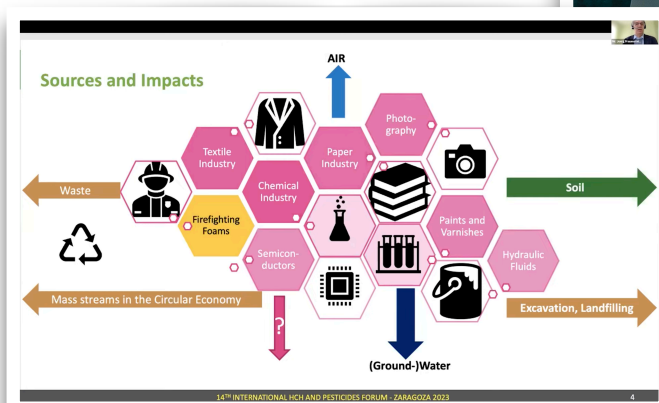 Sources and Impacts
AIR
Photo-
graphy
Textile
Industry
Paper
Industry
Chemical
Industry
Waste
Soil
Firefighting
Foams
Paints and
Varnishes
Semicon-
ductors
Hydraulic
Fluids
Mass streams in the Circular Economy
Excavation, Landfilling
?
(Ground-)Water
14TH INTERNATIONAL HCH AND PESTICIDES FORUM - ZARAGOZA 2023
4